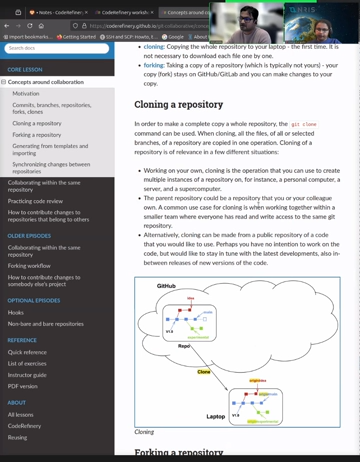 + Notes - CodeRefinery
CodeRefinery worksh
Concepts around collab
https://coderefinery.github.io/git-collab
Import bookmarks...
Getting Started
SSH and SCP: Howto,
Search docs
CORE LESSON
Concepts around collaboration
Motivation
Commits, branches, repositories,
forks, clones
Cloning a repository
Forking a repository
Generating from templates and
importing
Synchronizing changes between
repositories
Collaborating within the same
repository
Practicing code review
How to contribute changes to
repositories that belong to others
OLDER EPISODES
Collaborating within the same
repository
Forking workflow
How to contribute changes to
somebody else's project
OPTIONAL EPISODES
Hooks
Non-bare and bare repositories
REFERENCE
Quick reference
List of exercises
Instructor guide
PDF version
ABOUT
All lessons
CodeRefinery
Reusing
cloning: Copying the whole repository to your laptop - the first time. It is
not necessary to download each file one by one.
forking: Taking a copy of a repository (which is typically not yours) - your
copy (fork) stays on GitHub/GitLab and you can make changes to your
copy.
Cloning a repository
In order to make a complete copy a whole repository, the git clone
command can be used. When cloning, all the files, of all or selected
branches, of a repository are copied in one operation. Cloning of a
repository is of relevance in a few different situations:
Working on your own, cloning is the operation that you can use to create
multiple instances of a repository on, for instance, a personal computer, a
server, and a supercomputer.
The parent repository could be a repository that you or your colleague
own. A common use case for cloning is when working together within a
smaller team where everyone has read and write access to the same git
repository.
Alternatively, cloning can be made from a public repository of a code
that you would like to use. Perhaps you have no intention to work on the
code, but would like to stay in tune with the latest developments, also in-
between releases of new versions of the code.
GitHub
V1.0
Repo
Clone
V1.0
Laptop
Cloning
Forking a repository